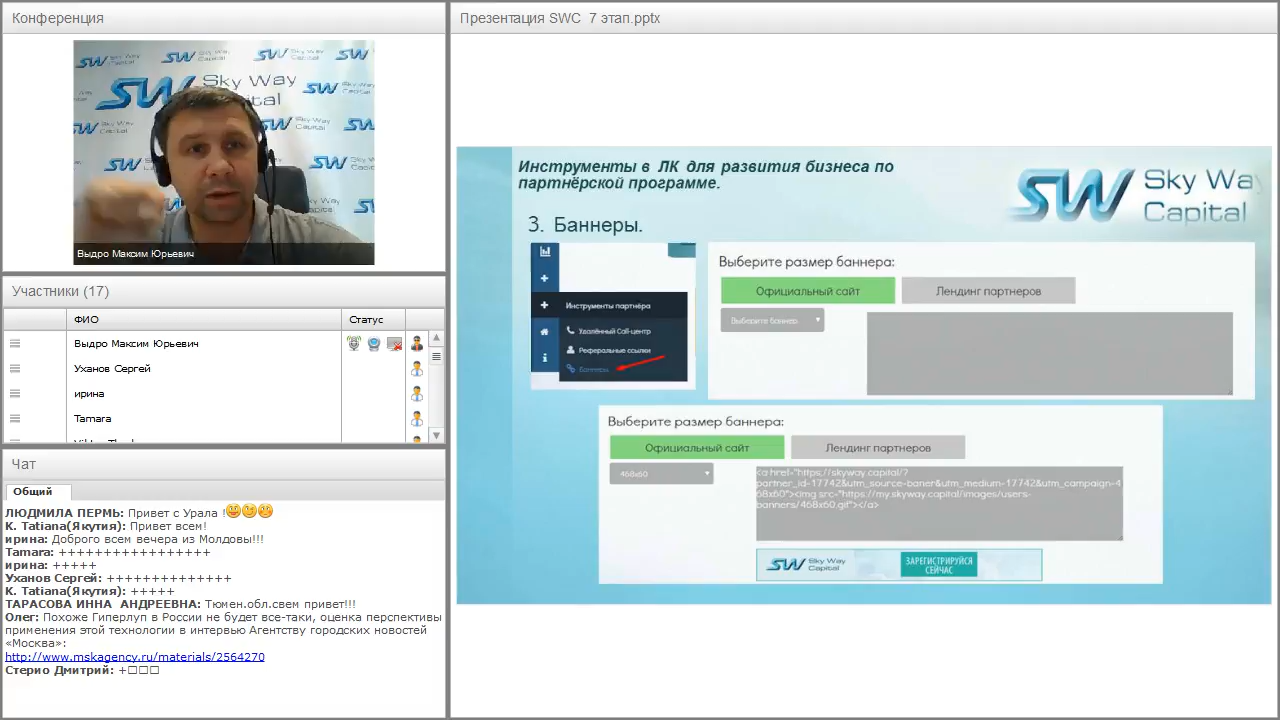 Конференция
Sky Way
Capital
Выдро Максим Юрьевич
Участники (17)
ФИО
Статус
Выдро Максим Юрьевич
Уханов Сергей
ирина
Tamara
Чат
Общий
ЛЮДМИЛА ПЕРМЬ: Привет с Урала !
K. Tatiana(Якутия): Привет всем!
ирина: Доброго всем вечера из Молдовы!!!
Tamara: +++++++++++++++++
ирина: +++++
Уханов Сергей: ++++++++++++++
K. Tatiana(Якутия): +++++
ТАРАСОВА ИННА АНДРЕЕВНА: Тюмен.обл.свем привет!!!
Олег: Похоже Гиперлуп в России не будет все-таки, оценка перспективы
применения этой технологии в интервью Агентству городских новостей
«Москва»:
http://www.mskagency.ru/materials/2564270
Стерио Дмитрий: +□□□
Презентация SWC 7 этап.pptx
Инструменты в ЛК для развития бизнеса по
партнёрской программе.
SW Sky Way
Capital
3. Баннеры.
Инструменты партнёра
Удалённый Call-центр
Реферальные ссылки
Баннеры
Выберите размер баннера:
Официальный сайт
Лендинг партнеров
Выберите баннер
Выберите размер баннера:
Официальный сайт
Лендинг партнеров
468x60
<a href="https://skyway.capital/?
partner_id=17742&utm_source=baner&utm_medium=17742&utm_campaign=4
68x60"><img src="https://my.skyway.capital/images/users-
banners/468x60.gif"></a>
SW Sky Way
Capital
ЗАРЕГИСТРИРУЙСЯ
СЕЙЧАС